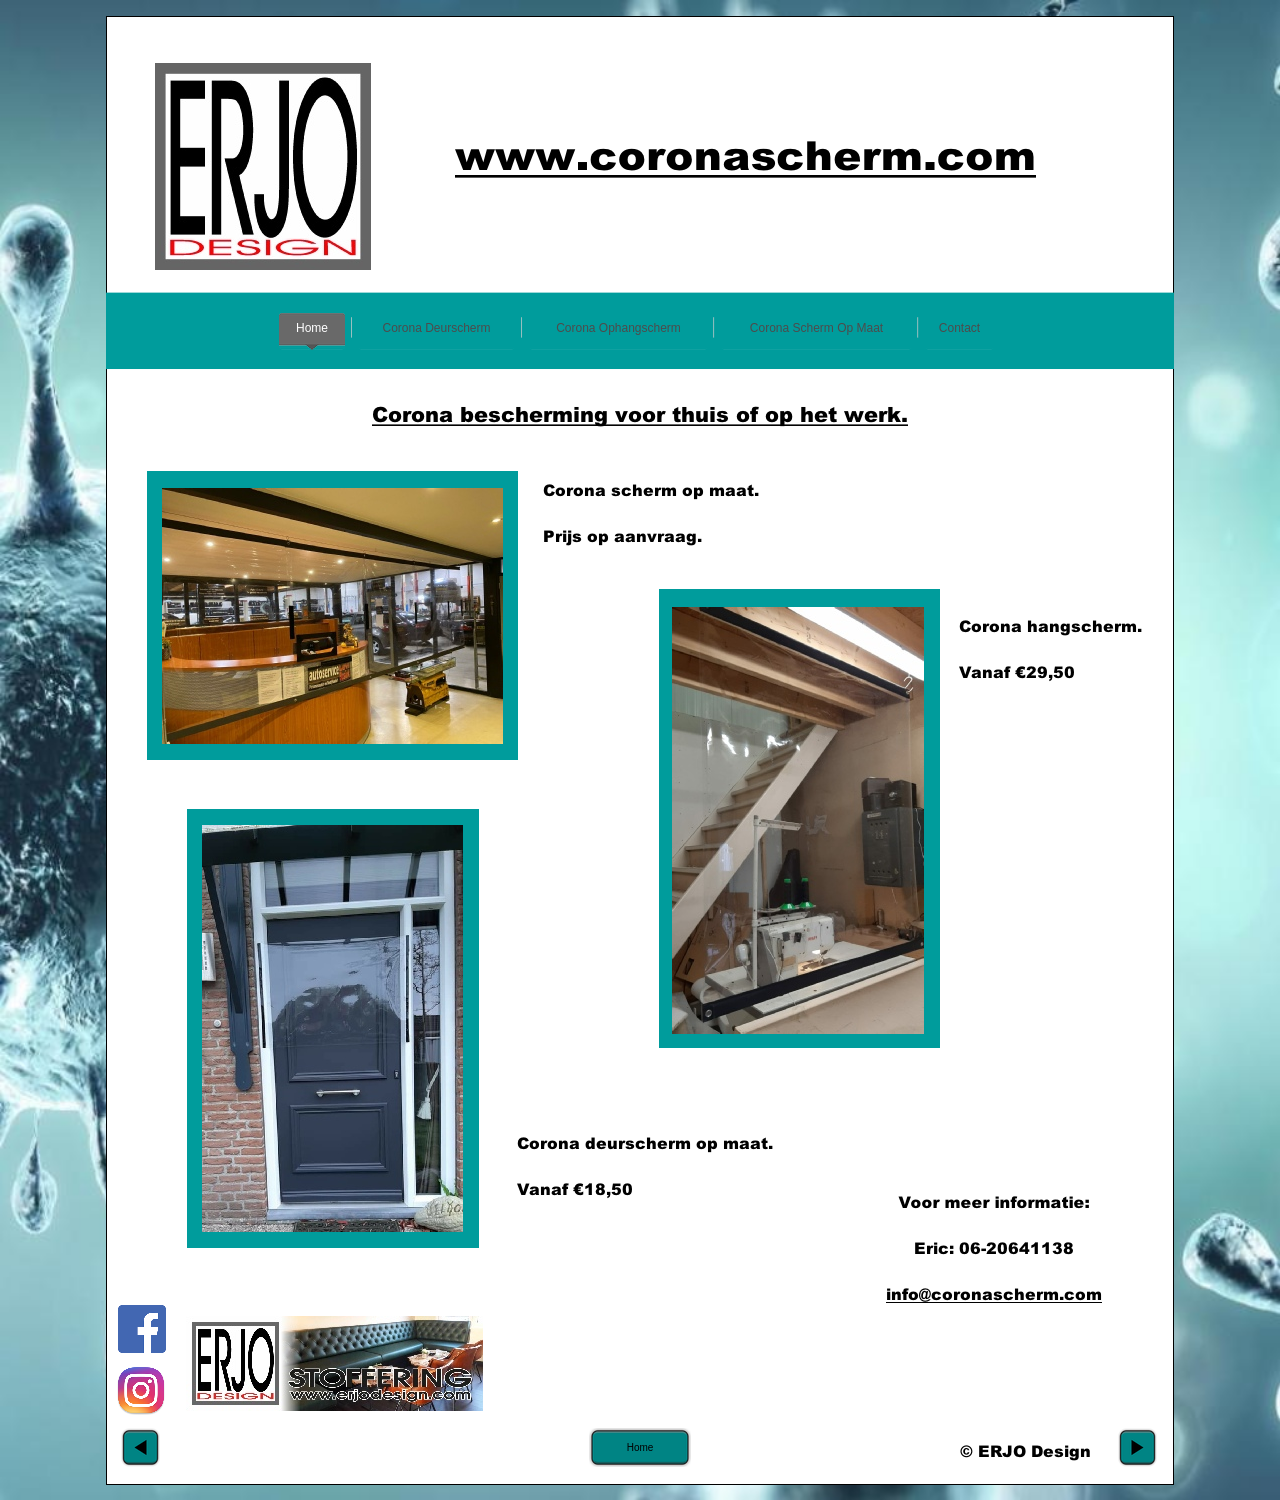 ERJO
DESIGN
www.coronascherm.com
Home
Corona Deurscherm
Corona Ophangscherm
Corona Scherm Op Maat
Contact
Corona bescherming voor thuis of op het werk.
Corona scherm op maat.
Prijs op aanvraag.
autoservice
Corona hangscherm.
Vanaf €29,50
Corona deurscherm op maat.
Vanaf €18,50
Voor meer informatie:
Eric: 06-20641138
info@coronascherm.com
ERJO
DESIGN
STOFFERING
www.erjodesign.com
Home
© ERJO Design